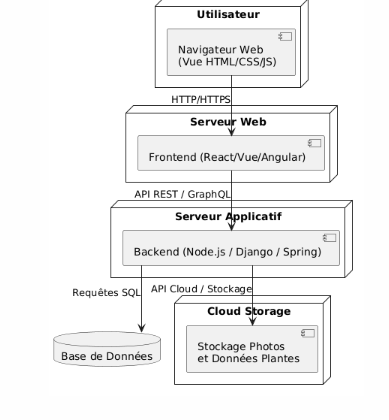 Utilisateur
Navigateur Web
(Vue HTML/CSS/JS)
HTTP/HTTPS
Serveur Web
Frontend (React/Vue/Angular)
API REST / GraphQL
Serveur Applicatif
Backend (Node.js / Django / Spring)
Requêtes SQL
API Cloud / Stockage
Cloud Storage
Stockage Photos
et Données Plantes
Base de Données